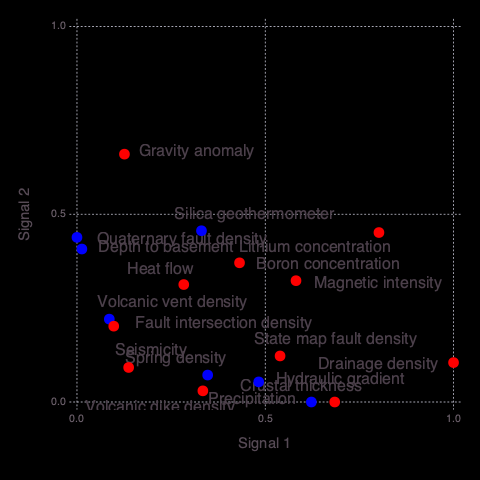 1.0
Gravity anomaly
Signal 2
0.5
Silica geothermometer
Quaternary fault density
Depth to basement
Lithium concentration
Boron concentration
Heat flow
Magnetic intensity
Volcanic vent density
Fault intersection density
State map fault density
Seismicity
Spring density
Drainage density
Hydraulic gradient
Crustal thickness
Precipitation
Volcanic dike density
0.0
0.0
0.5
1.0
Signal 1